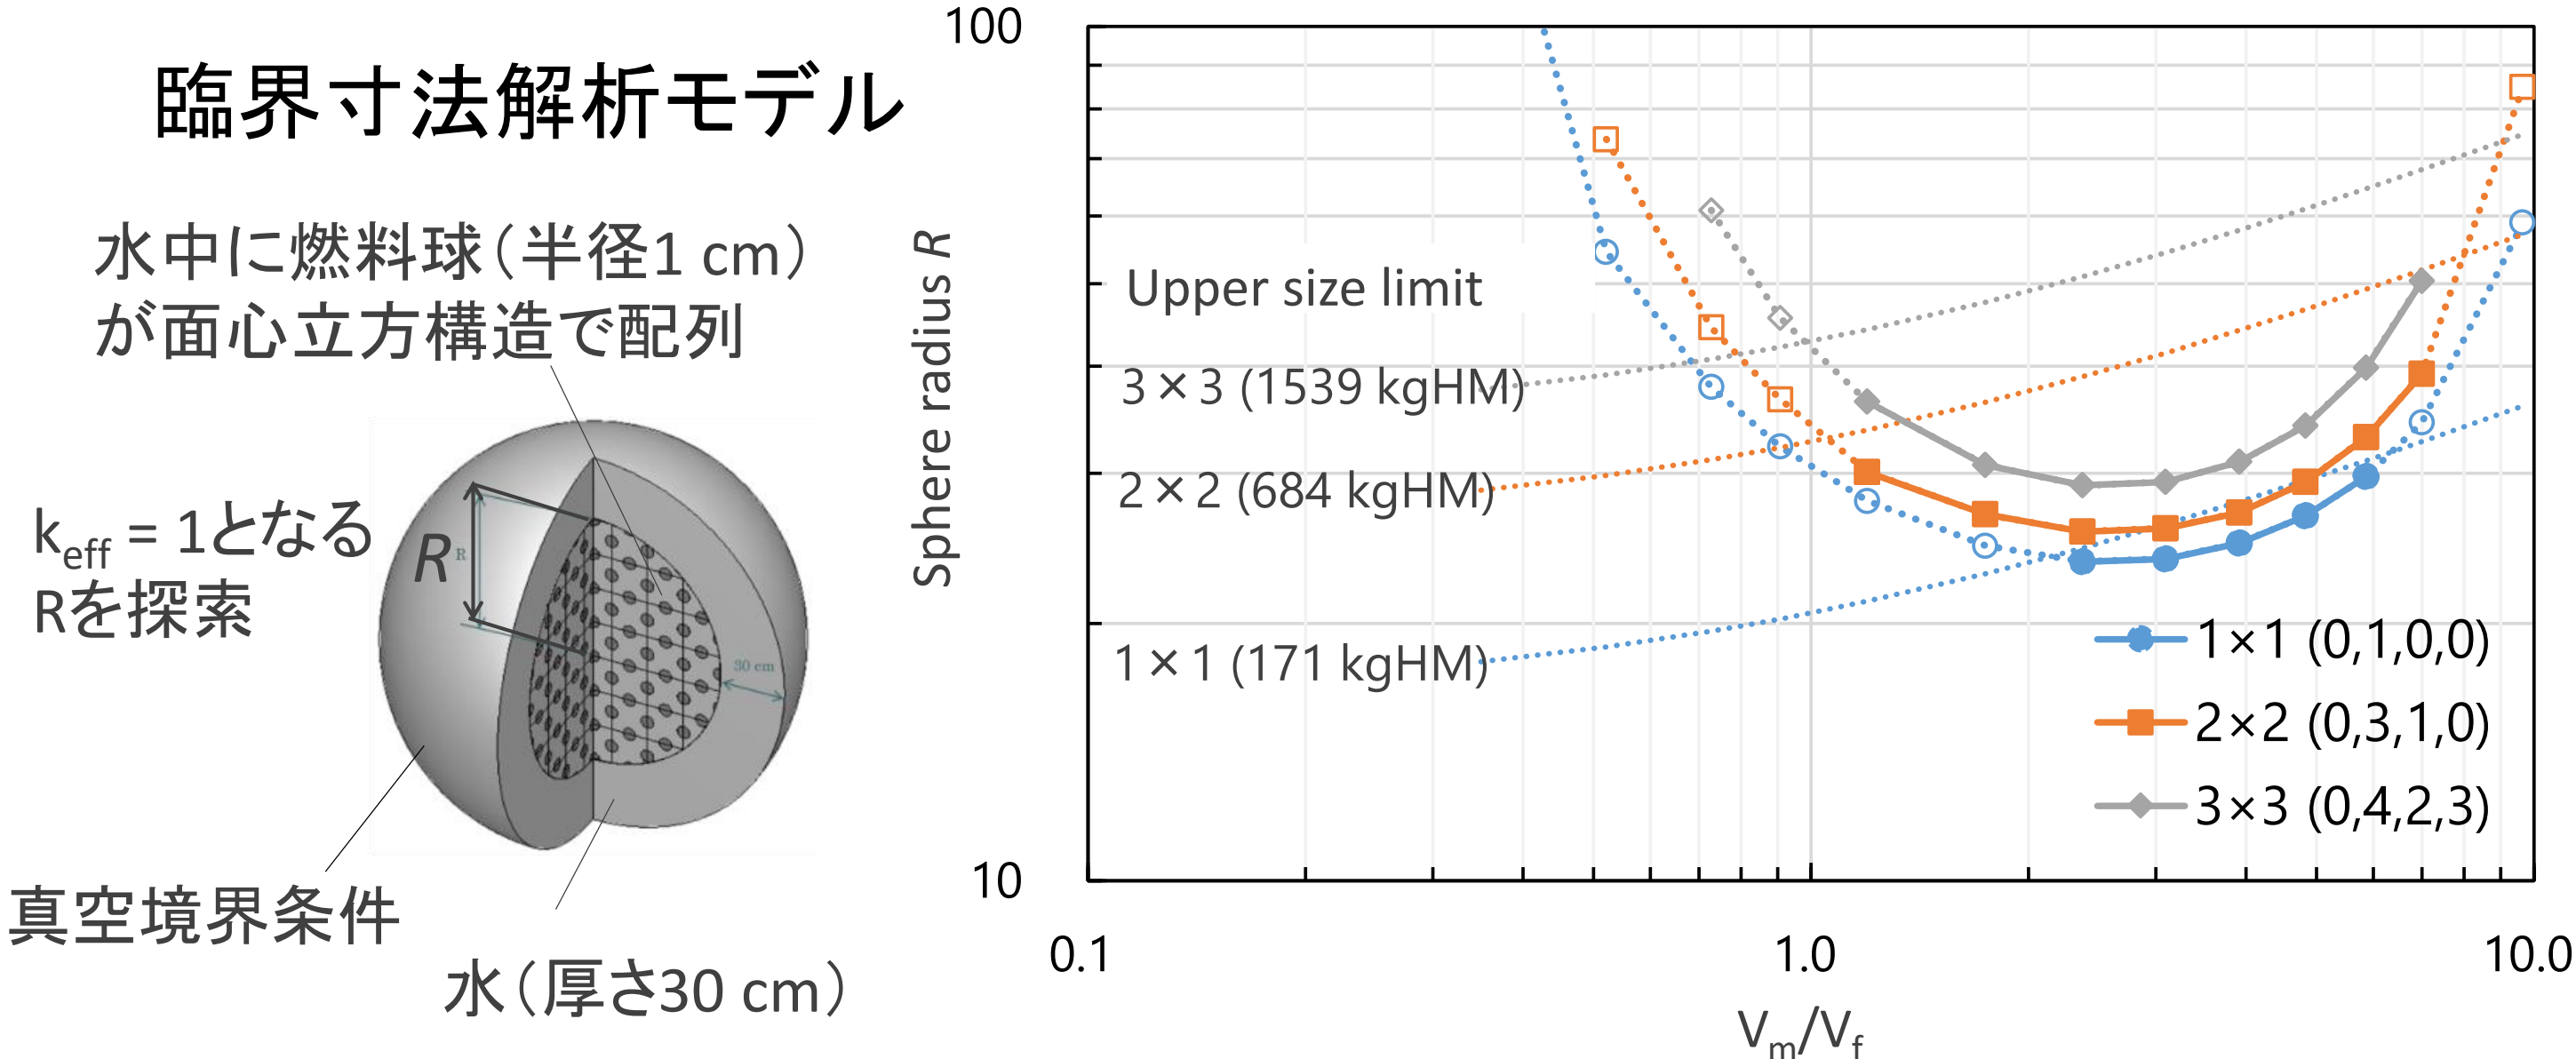 臨界寸法解析モデル
水中に燃料球（半径1 cm）
が面心立方構造で配列
keff = 1となる
Rを探索
R
R
30 cm
真空境界条件
水（厚さ30 cm）
100
10
Sphere radius R
Upper size limit
3×3 (1539 kgHM)
2×2 (684 kgHM)
1×1 (171 kgHM)
1×1 (0,1,0,0)
2×2 (0,3,1,0)
3×3 (0,4,2,3)
0.1
1.0
10.0
Vm/Vf